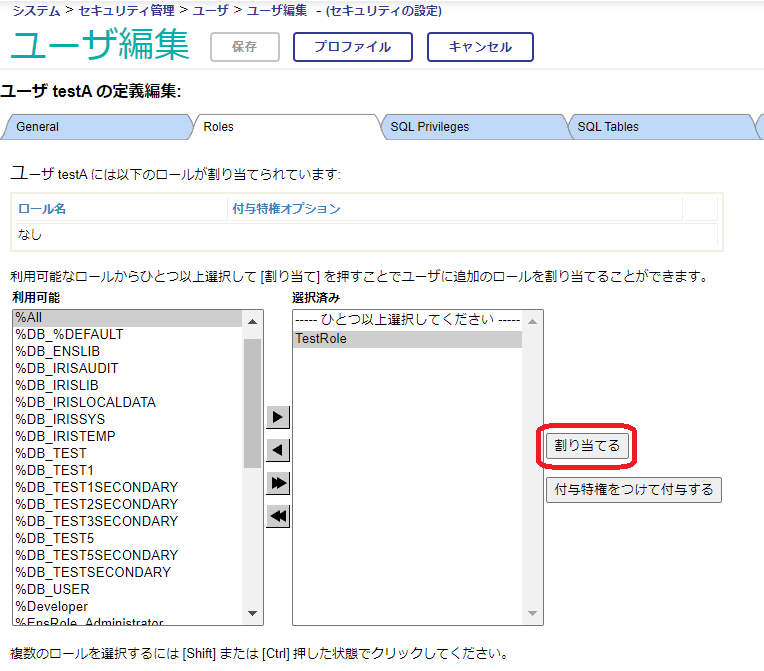 システム > セキュリティ管理 > ユーザ > ユーザ編集 - (セキュリティの設定)
ユーザ編集 保存 プロファイル キャンセル
ユーザ testA の定義編集:
General Roles SQL Privileges SQL Tables
ユーザ testA には以下のロールが割り当てられています:
ロール名 付与特権オプション
なし
利用可能なロールからひとつ以上選択して [割り当て] を押すことでユーザに追加のロールを割り当てることができます。
利用可能 選択済み
%All
%DB_%DEFAULT
%DB_ENSLIB
%DB_IRISAUDIT
%DB_IRISLIB
%DB_IRISLOCALDATA
%DB_IRISSYS
%DB_IRISTEMP
%DB_TEST
%DB_TEST1
%DB_TEST1SECONDARY
%DB_TEST2SECONDARY
%DB_TEST3SECONDARY
%DB_TEST5
%DB_TEST5SECONDARY
%DB_TESTSECONDARY
%DB_USER
%Developer
%EnsRole_Administrator
----- ひとつ以上選択してください -----
TestRole
割り当てる
付与特権をつけて付与する
複数のロールを選択するには [Shift] または [Ctrl] 押した状態でクリックしてください。